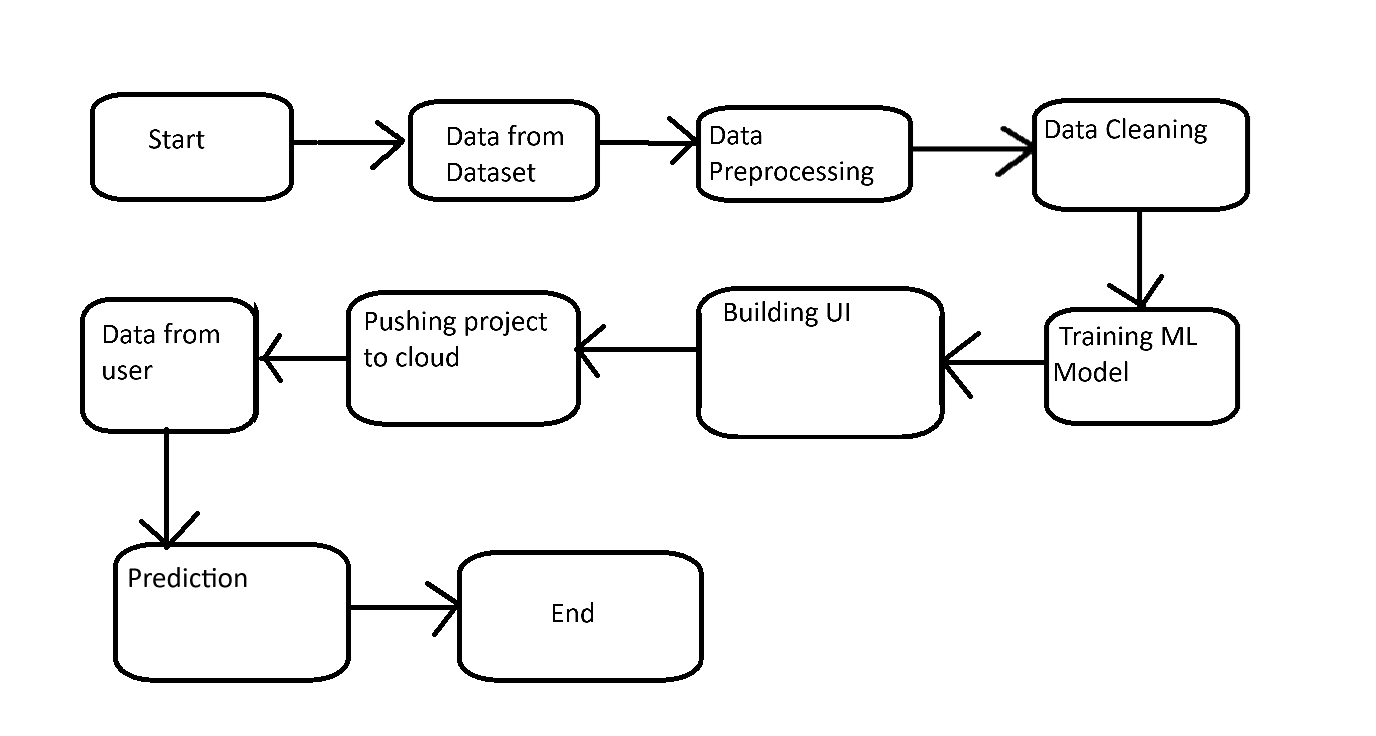 Start
Data from
Dataset
Data
Preprocessing
Data Cleaning
Training ML
Model
Building UI
Pushing project
to cloud
Data from
user
Prediction
End